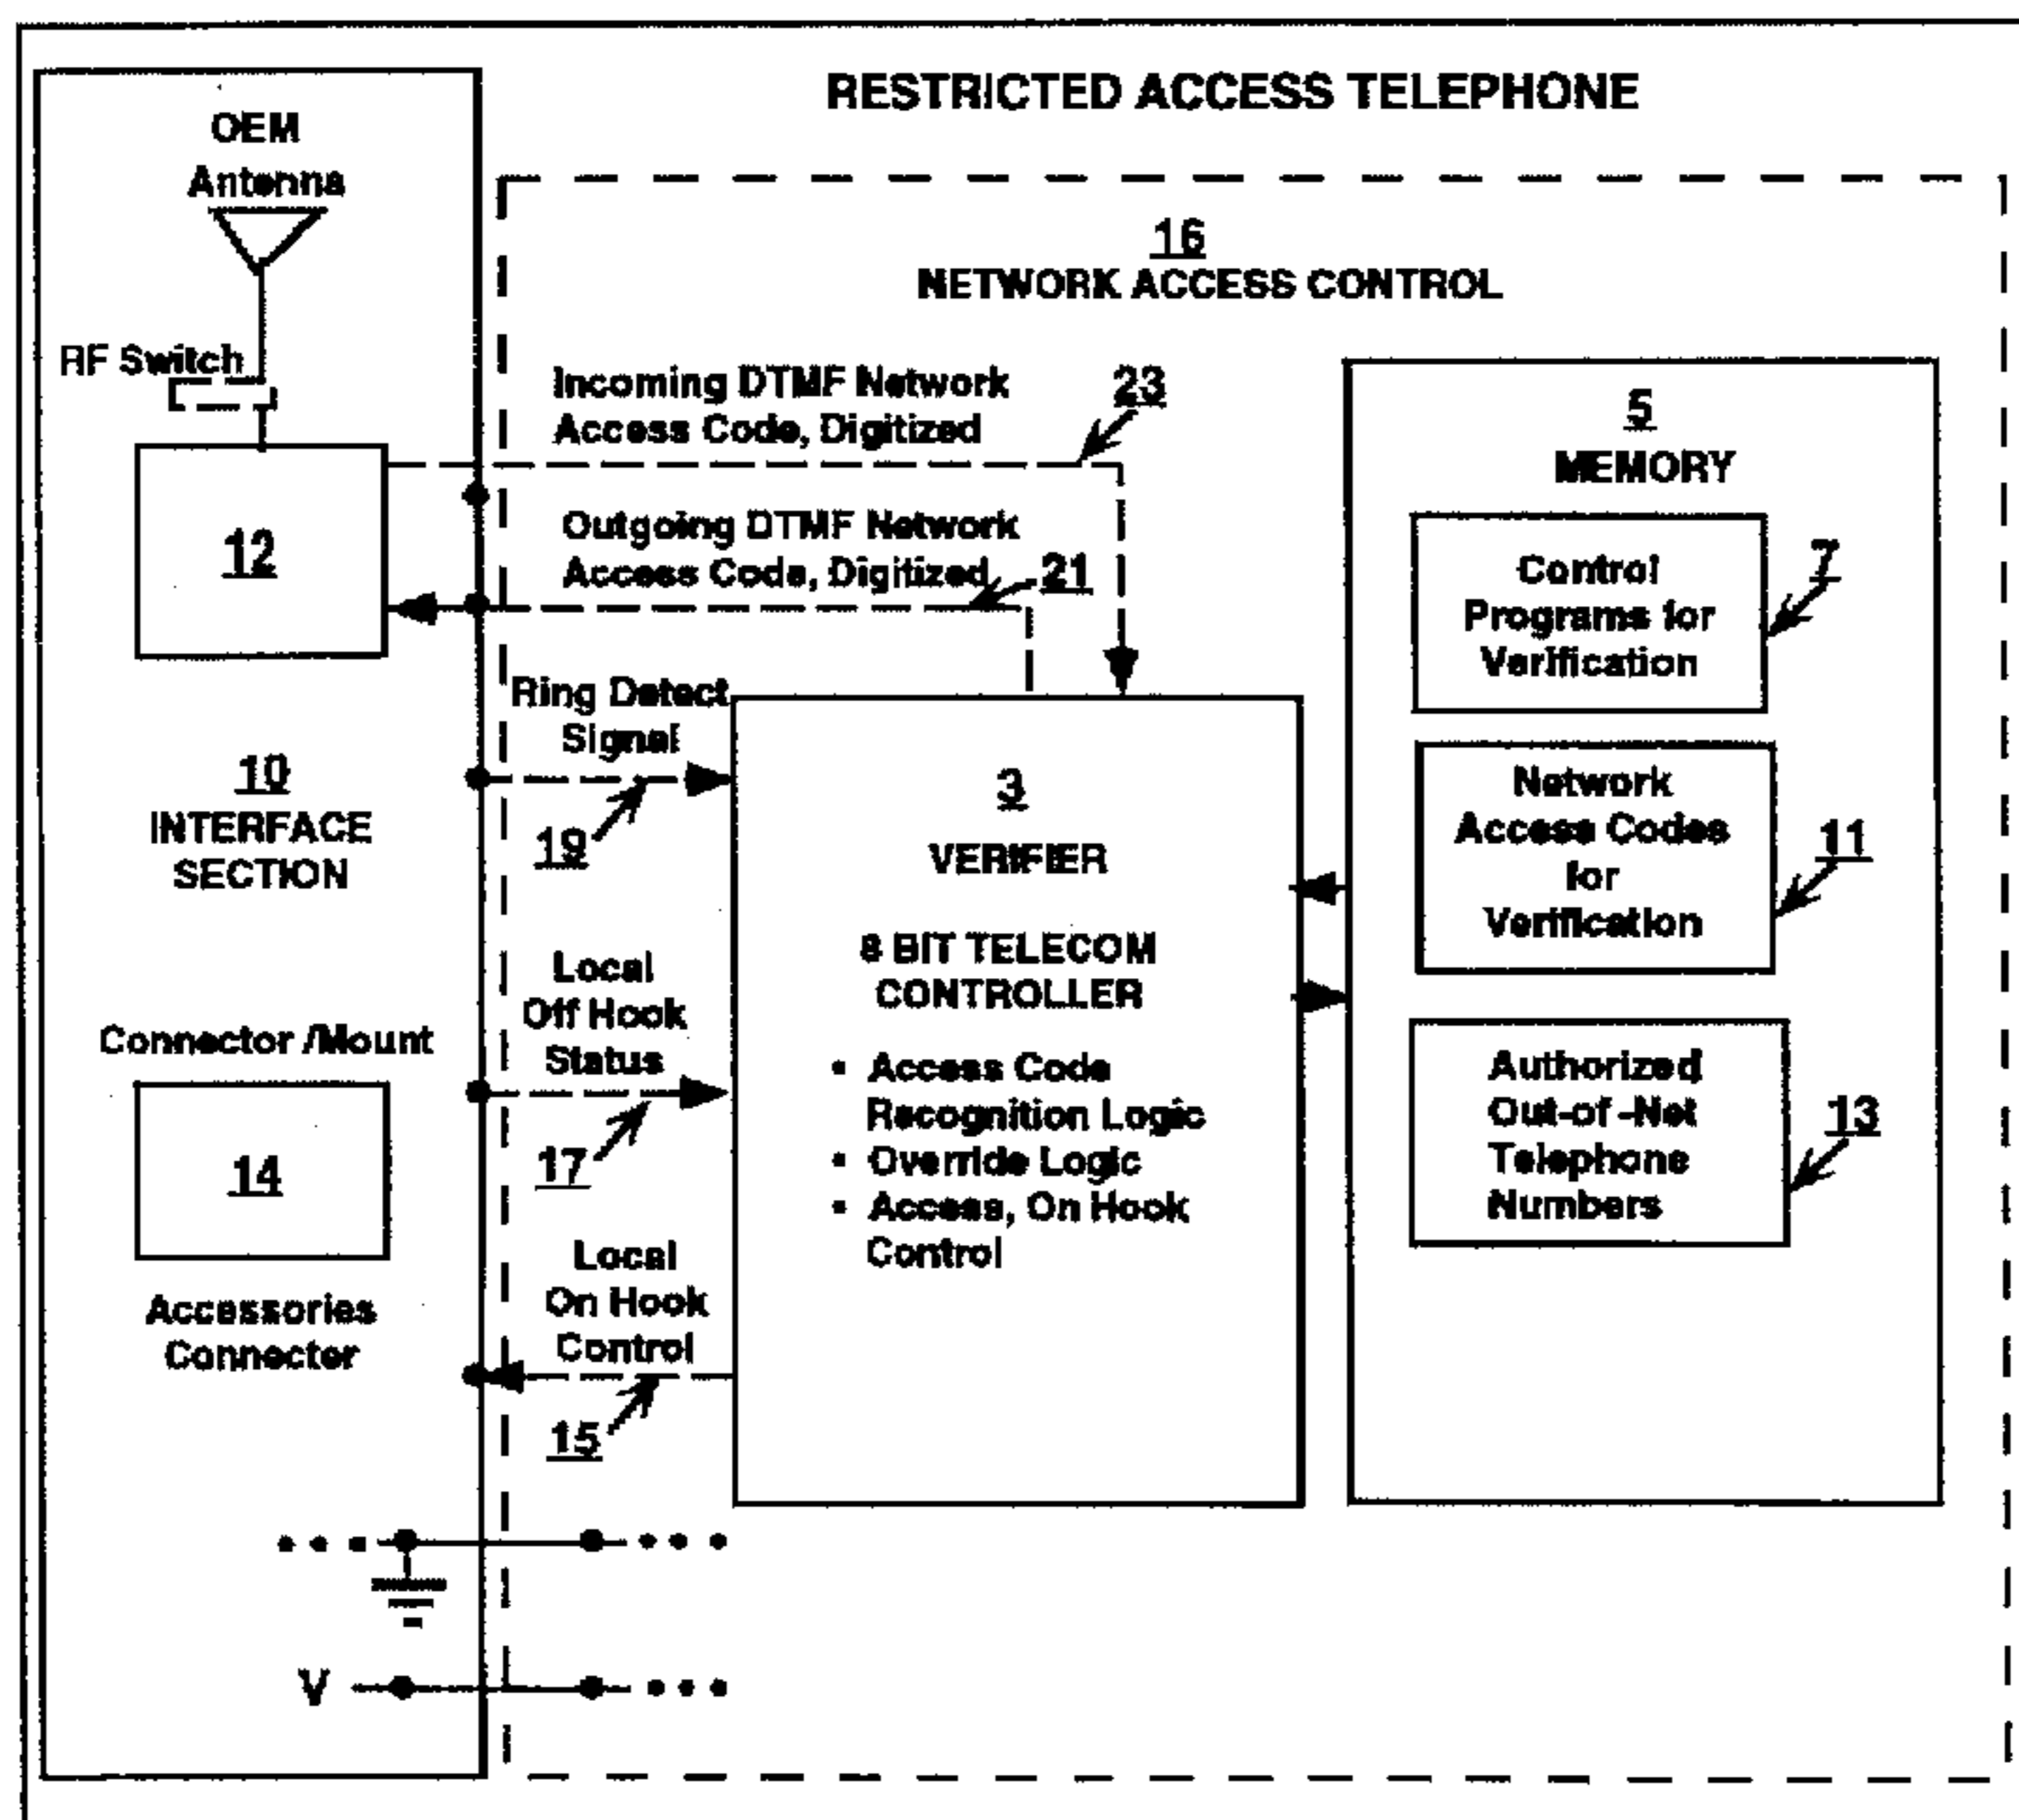 RESTRICTED ACCESS TELEPHONE
OEM
Antenna
RF Switch
12
10
INTERFACE
SECTION
Connector /Mount
14
Accessories
Connector
V
16
NETWORK ACCESS CONTROL
Incoming DTMF Network
Access Code, Digitized
23
Outgoing DTMF Network
Access Code, Digitized
21
Ring Detect
Signal
19
Local
Off Hook
Status
17
Local
On Hook
Control
15
3
VERIFIER
8 BIT TELECOM
CONTROLLER
• Access Code
Recognition Logic
• Override Logic
• Access, On Hook
Control
5
MEMORY
Control
Programs for
Verification
7
Network
Access Codes
for
Verification
11
Authorized
Out-of-Net
Telephone
Numbers
13